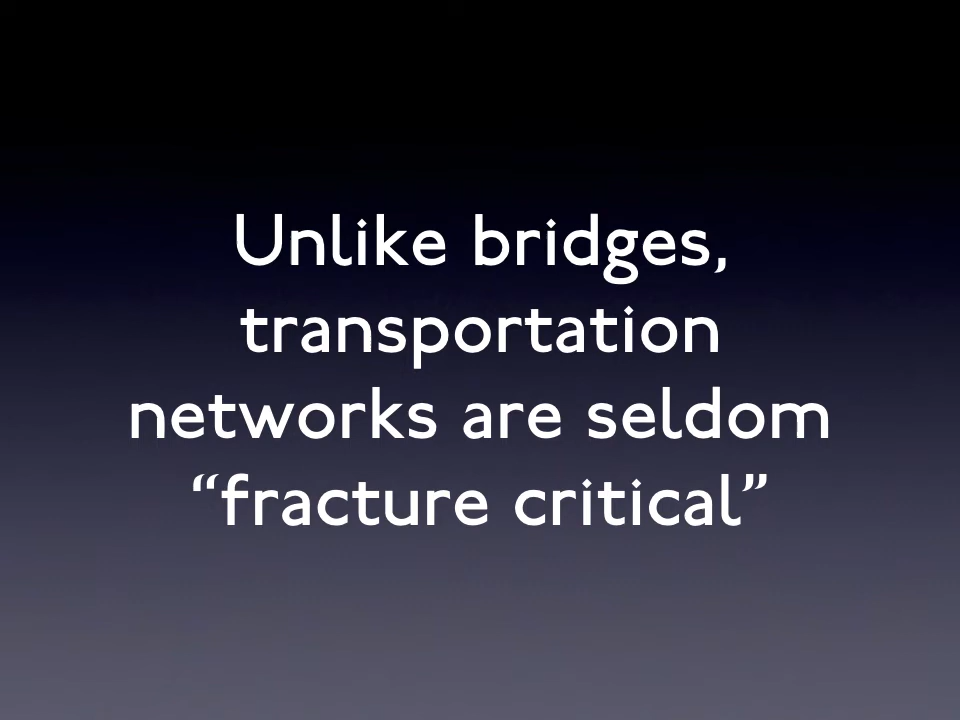 Unlike bridges,
transportation
networks are seldom
“fracture critical”